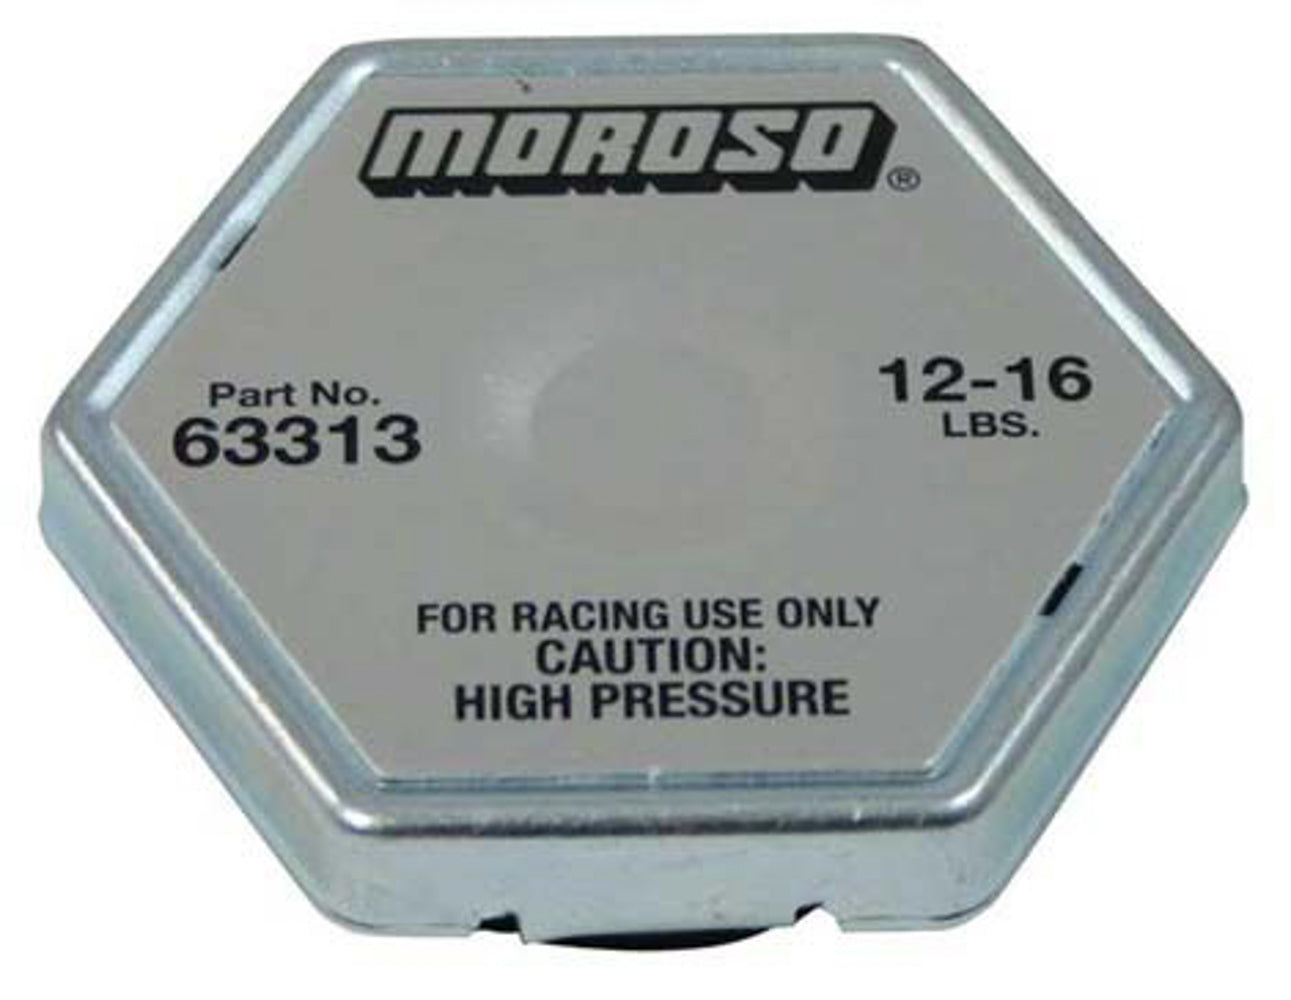 MOROSO®
Part No.
63313
12-16
LBS.
FOR RACING USE ONLY
CAUTION:
HIGH PRESSURE